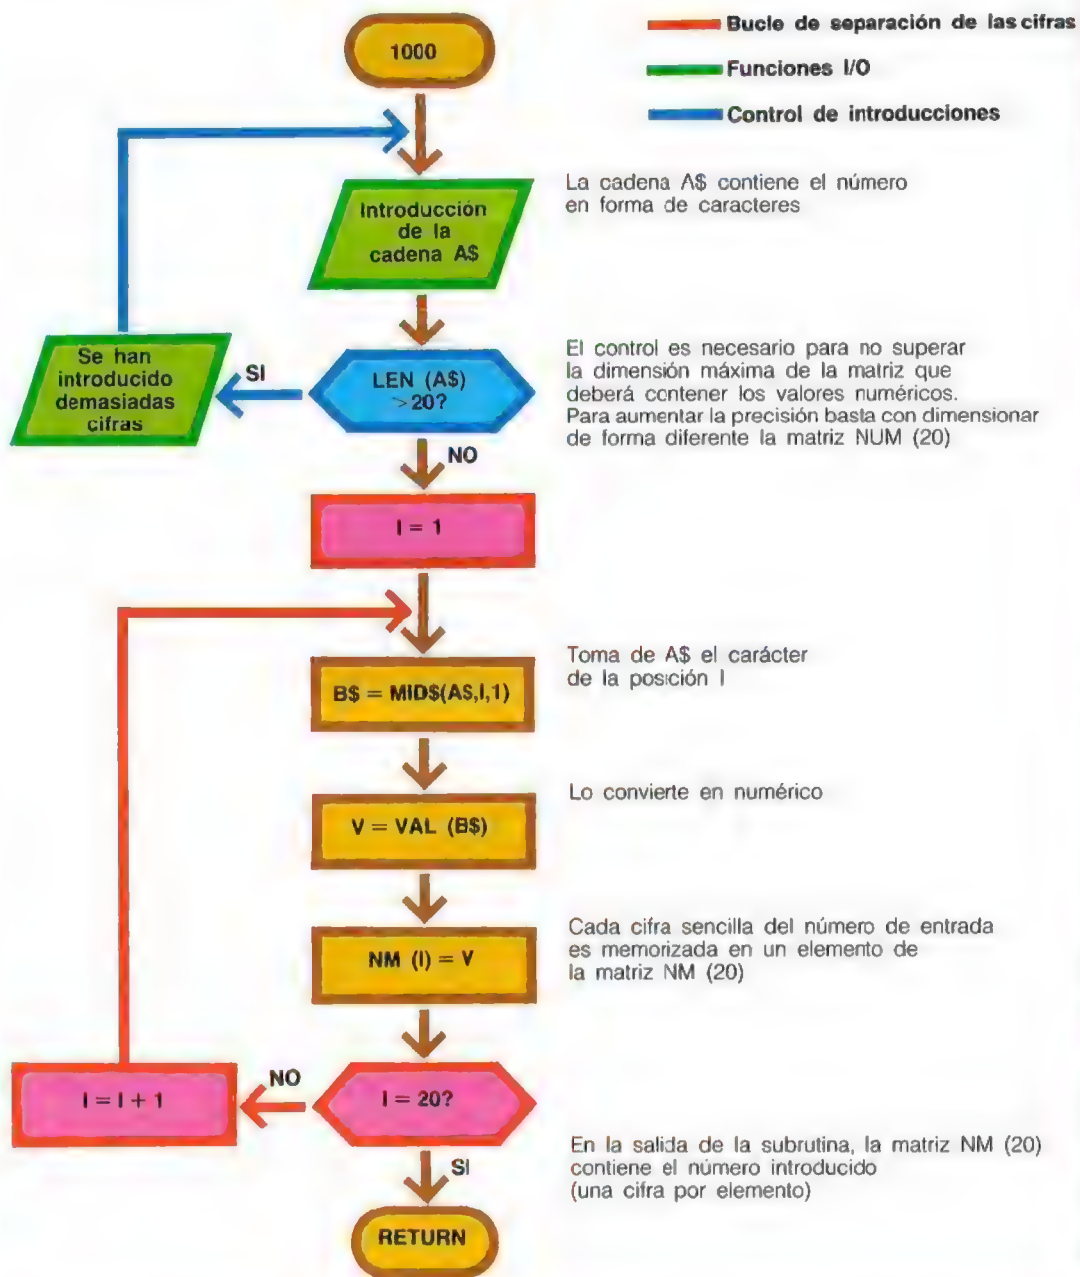 Bucle de separación de las cifras
Funciones I/O
Control de introducciones
1000
Introducción
de la
cadena A$
La cadena A$ contiene el número
en forma de caracteres
Se han
introducido
demasiadas
cifras
SI
LEN (A$)
>20?
El control es necesario para no superar
la dimensión máxima de la matriz que
deberá contener los valores numéricos.
Para aumentar la precisión basta con dimensionar
de forma diferente la matriz NUM (20)
NO
I = 1
B$ = MID$(A$,I,1)
Toma de A$ el carácter
de la posición I
V = VAL (B$)
Lo convierte en numérico
NM (I) = V
Cada cifra sencilla del número de entrada
es memorizada en un elemento de
la matriz NM (20)
I = I + 1
NO
I = 20?
SI
En la salida de la subrutina, la matriz NM (20)
contiene el número introducido
(una cifra por elemento)
RETURN